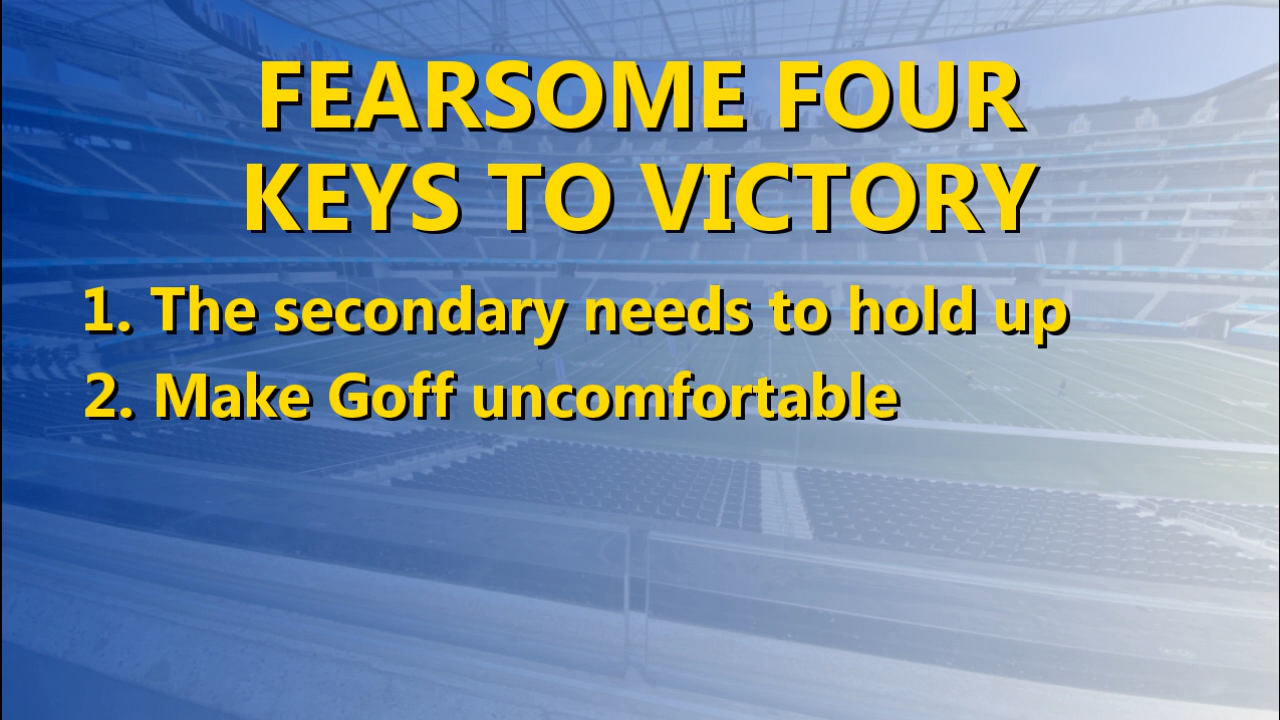 FEARSOME FOUR
KEYS TO VICTORY
1. The secondary needs to hold up
2. Make Goff uncomfortable